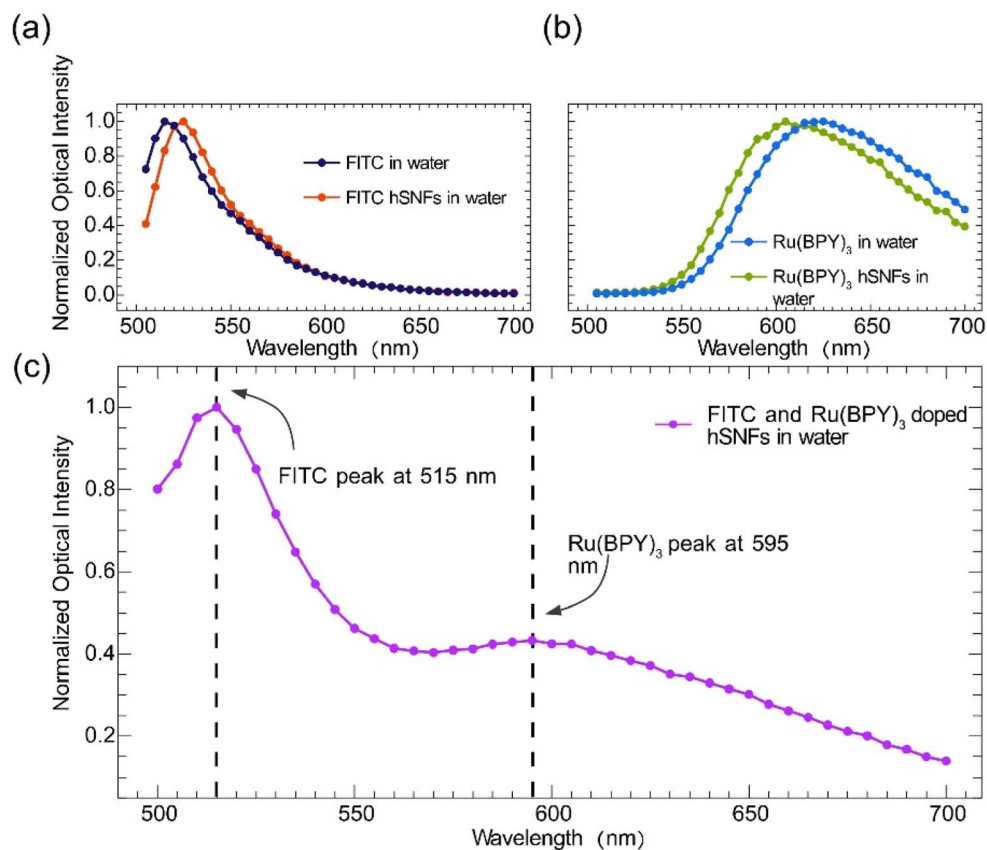 (a)
Normalized Optical Intensity
1.0
0.8
0.6
0.4
0.2
0.0
FITC in water
FITC hSNFs in water
500
550
600
650
700
Wavelength (nm)
(b)
Ru(BPY)₃ in water
Ru(BPY)₃ hSNFs in
water
500
550
600
650
700
Wavelength (nm)
(c)
Normalized Optical Intensity
1.0
0.8
0.6
0.4
0.2
FITC and Ru(BPY)₃ doped
hSNFs in water
FITC peak at 515 nm
Ru(BPY)₃ peak at 595
nm
500
550
600
650
700
Wavelength (nm)